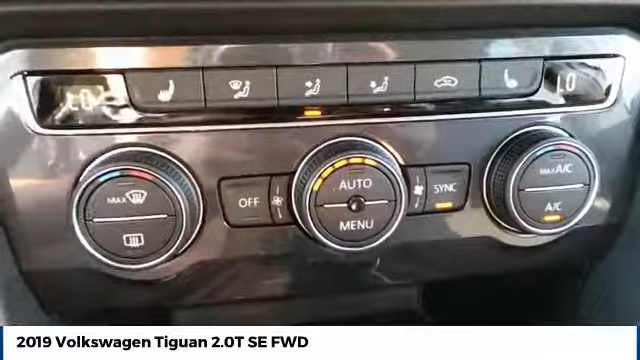 LO LO
OFF AUTO SYNC MAX A/C
MAX
MENU A/C
2019 Volkswagen Tiguan 2.0T SE FWD